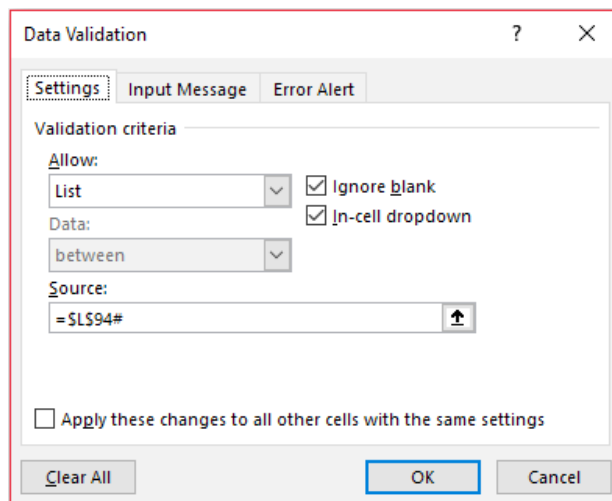 Data Validation ? ×
Settings Input Message Error Alert
Validation criteria
Allow:
List
Ignore blank
In-cell dropdown
Data:
between
Source:
=$L$94#
Apply these changes to all other cells with the same settings
Clear All OK Cancel